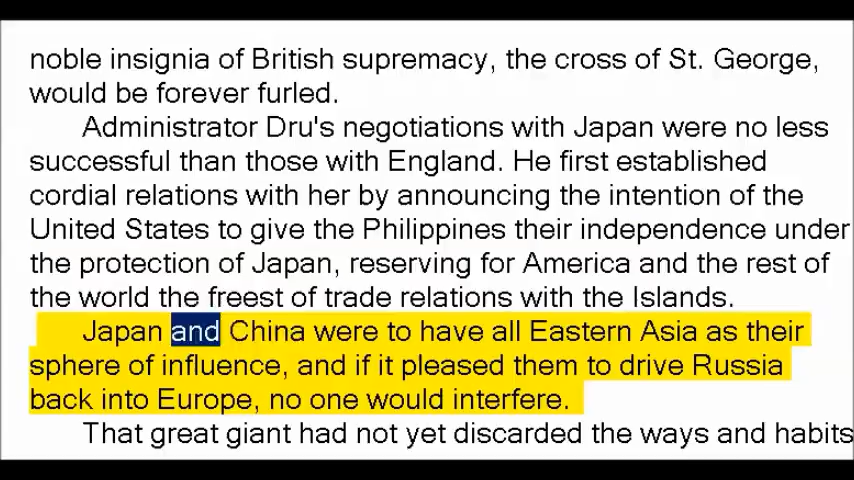 noble insignia of British supremacy, the cross of St. George,
would be forever furled.
Administrator Dru's negotiations with Japan were no less
successful than those with England. He first established
cordial relations with her by announcing the intention of the
United States to give the Philippines their independence under
the protection of Japan, reserving for America and the rest of
the world the freest of trade relations with the Islands.
Japan and China were to have all Eastern Asia as their
sphere of influence, and if it pleased them to drive Russia
back into Europe, no one would interfere.
That great giant had not yet discarded the ways and habits